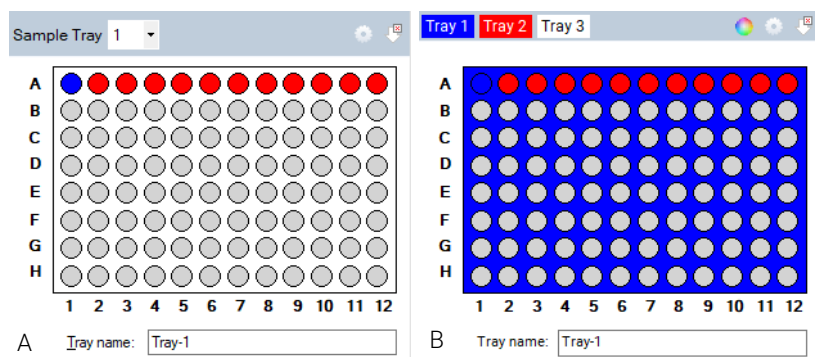 Sample Tray 1
A
B
C
D
E
F
G
H
1 2 3 4 5 6 7 8 9 10 11 12
A Tray name: Tray-1
Tray 1 Tray 2 Tray 3
A
B
C
D
E
F
G
H
1 2 3 4 5 6 7 8 9 10 11 12
B Tray name: Tray-1